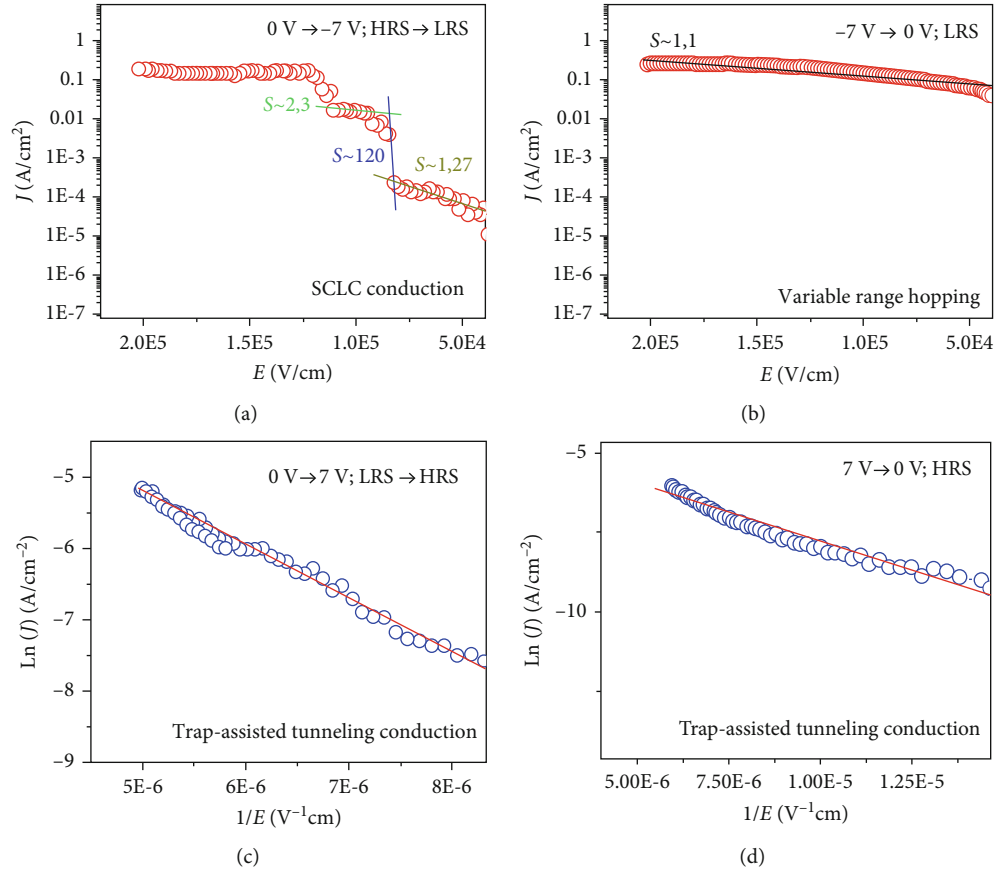 0 V→–7 V; HRS→LRS
1
0.1
0.01
1E-3
1E-4
1E-5
1E-6
1E-7
J (A/cm²)
S~2,3
S~120
S~1,27
SCLC conduction
2.0E5
1.5E5
1.0E5
5.0E4
E (V/cm)
(a)
–7 V→0 V; LRS
1
0.1
0.01
1E-3
1E-4
1E-5
1E-6
1E-7
J (A/cm²)
S~1,1
Variable range hopping
2.0E5
1.5E5
1.0E5
5.0E4
E (V/cm)
(b)
0 V→7 V; LRS→HRS
–5
–6
–7
–8
–9
Ln (J) (A/cm⁻²)
Trap-assisted tunneling conduction
5E-6
6E-6
7E-6
8E-6
1/E (V⁻¹cm)
(c)
7 V→0 V; HRS
–5
–10
Ln (J) (A/cm⁻²)
Trap-assisted tunneling conduction
5.00E-6
7.50E-6
1.00E-5
1.25E-5
1/E (V⁻¹cm)
(d)